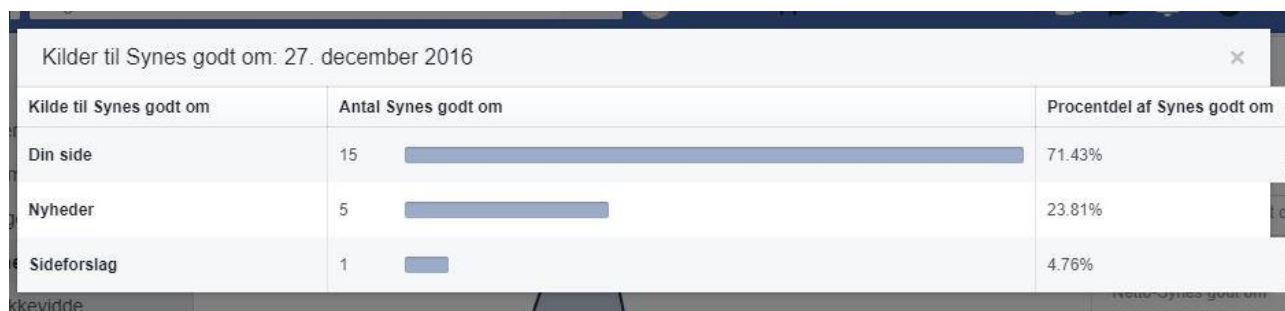 Kilder til Synes godt om: 27. december 2016
Kilde til Synes godt om Antal Synes godt om Procentdel af Synes godt om
Din side 15 71.43%
Nyheder 5 23.81%
Sideforslag 1 4.76%
kkevidde